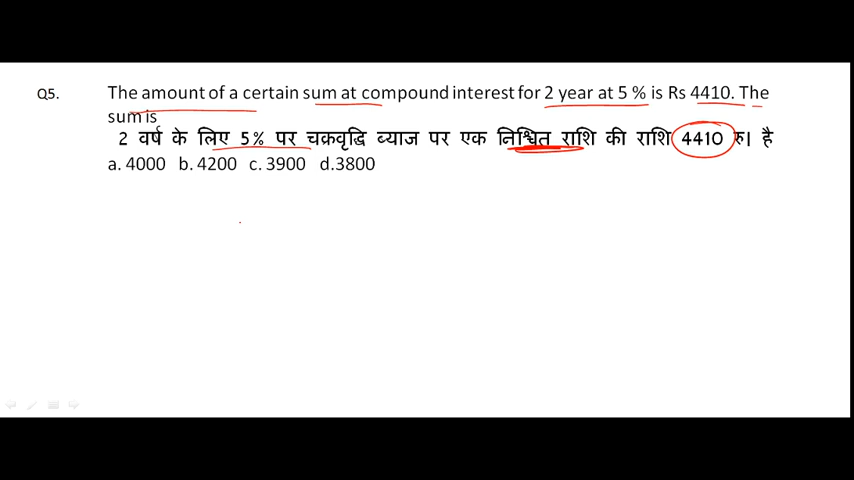 Q5. The amount of a certain sum at compound interest for 2 year at 5 % is Rs 4410. The
sum is
2 वर्ष के लिए 5% पर चक्रवृद्धि ब्याज पर एक निश्चित राशि की राशि 4410 रु। है
a. 4000 b. 4200 c. 3900 d.3800